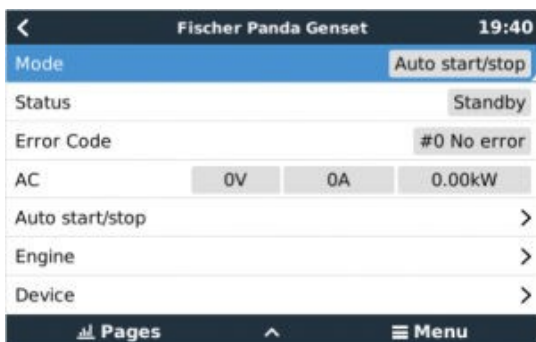 Fischer Panda Genset 19:40
Mode Auto start/stop
Status Standby
Error Code #0 No error
AC 0V 0A 0.00kW
Auto start/stop
Engine
Device
Pages Menu